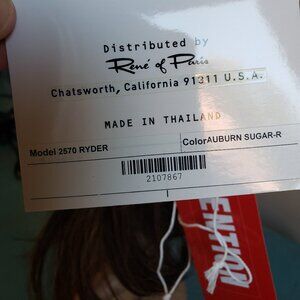 Distributed by
René of Paris
Chatsworth, California 91311 U.S.A.
MADE IN THAILAND
Model 2570 RYDER
ColorAUBURN SUGAR-R
2107867